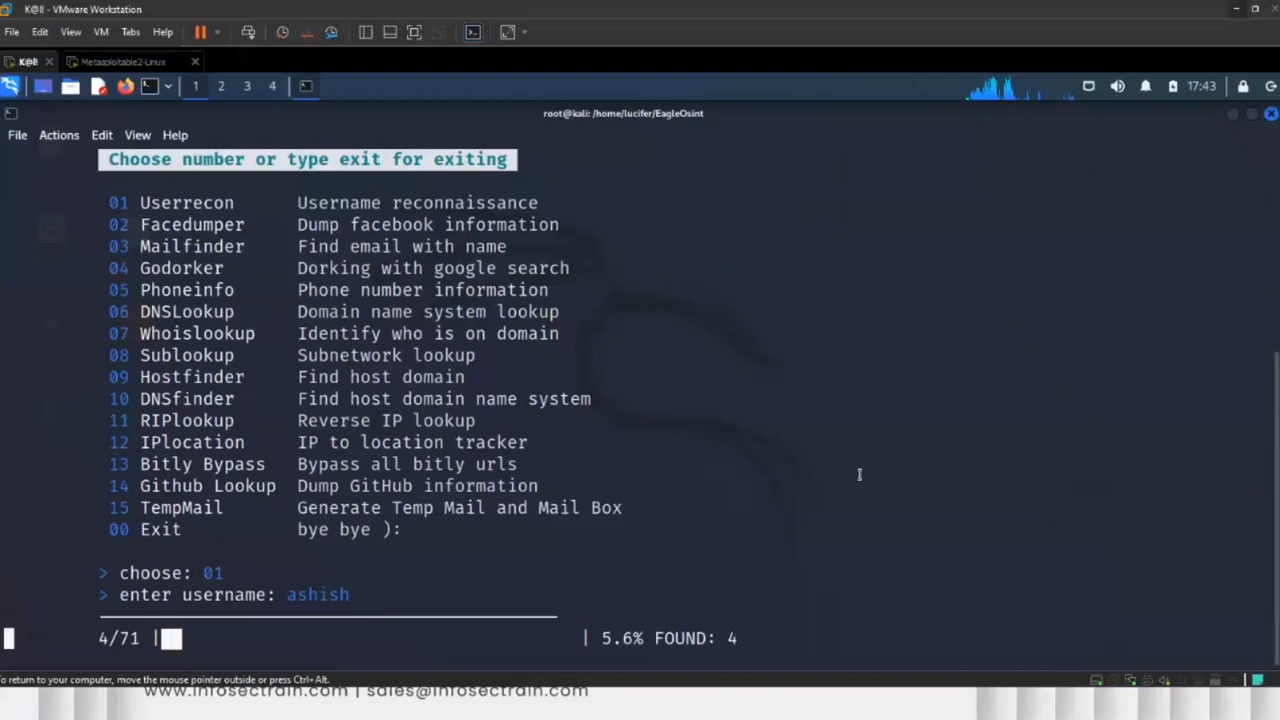 K@l! - VMware Workstation
File Edit View VM Tabs Help
K@l! Metasploitable2-Linux
1 2 3 4 17:43
root@kali: /home/lucifer/EagleOsint
File Actions Edit View Help
Choose number or type exit for exiting
01 Userrecon Username reconnaissance
02 Facedumper Dump facebook information
03 Mailfinder Find email with name
04 Godorker Dorking with google search
05 Phoneinfo Phone number information
06 DNSLookup Domain name system lookup
07 Whoislookup Identify who is on domain
08 Sublookup Subnetwork lookup
09 Hostfinder Find host domain
10 DNSfinder Find host domain name system
11 RIPlookup Reverse IP lookup
12 IPlocation IP to location tracker
13 Bitly Bypass Bypass all bitly urls
14 Github Lookup Dump GitHub information
15 TempMail Generate Temp Mail and Mail Box
00 Exit bye bye ):
> choose: 01
> enter username: ashish
4/71 | | 5.6% FOUND: 4
To return to your computer, move the mouse pointer outside or press Ctrl+Alt.
www.infosectrain.com | sales@infosectrain.com